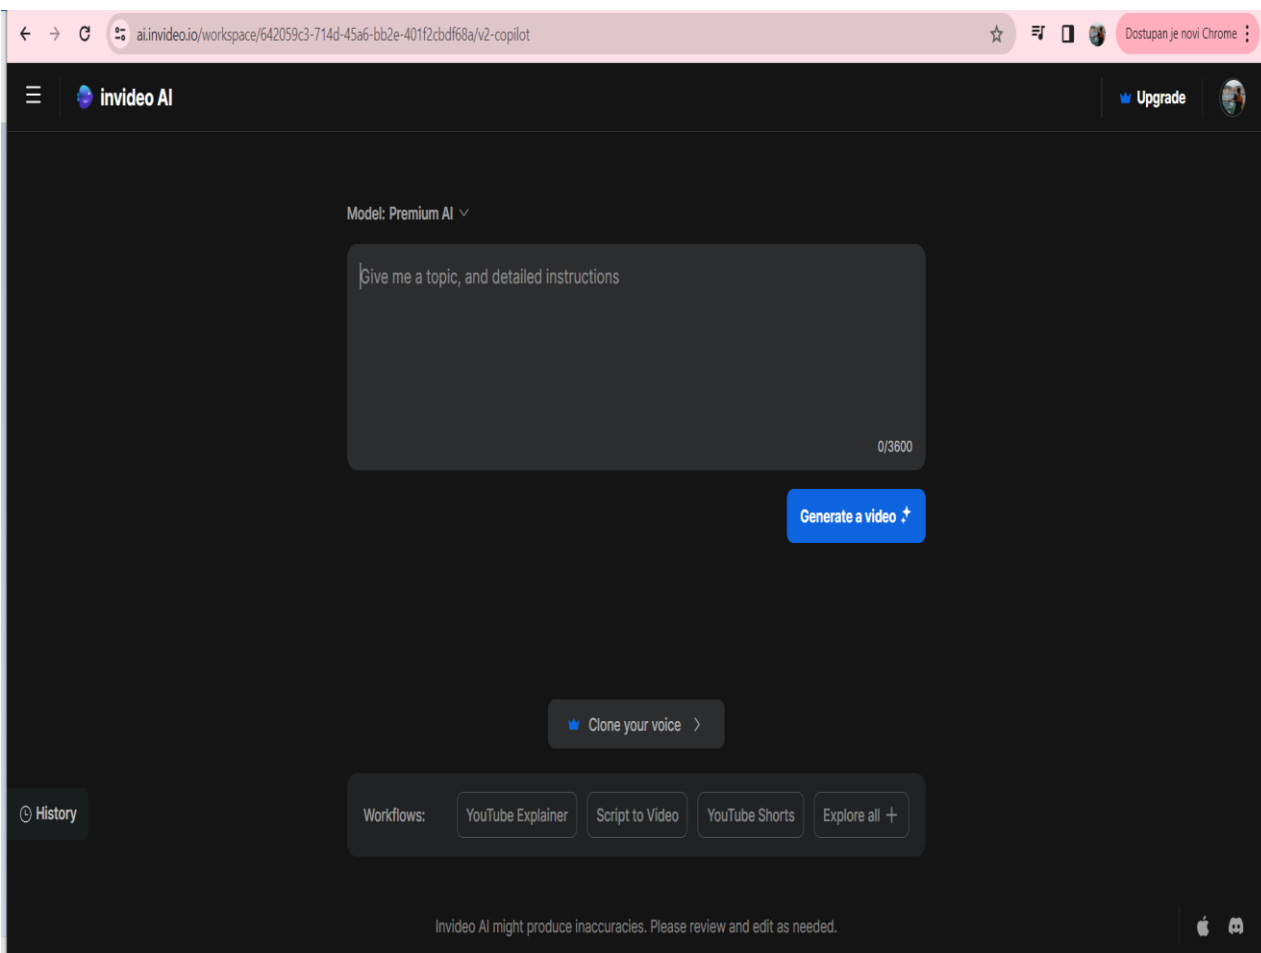 ai.invideo.io/workspace/642059c3-714d-45a6-bb2e-401f2cbdf68a/v2-copilot
Dostupan je novi Chrome
invideo AI
Upgrade
Model: Premium AI
Give me a topic, and detailed instructions
0/3600
Generate a video
Clone your voice
History
Workflows: YouTube Explainer Script to Video YouTube Shorts Explore all +
Invideo AI might produce inaccuracies. Please review and edit as needed.